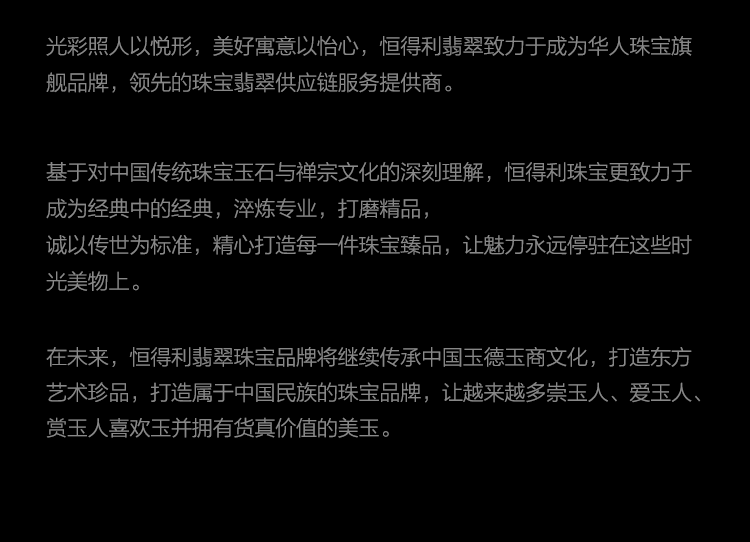 光彩照人以悦形，美好寓意以怡心，恒得利翡翠致力于成为华人珠宝旗
舰品牌，领先的珠宝翡翠供应链服务提供商。
基于对中国传统珠宝玉石与禅宗文化的深刻理解，恒得利珠宝更致力于
成为经典中的经典，淬炼专业，打磨精品，
诚以传世为标准，精心打造每一件珠宝臻品，让魅力永远停驻在这些时
光美物上。
在未来，恒得利翡翠珠宝品牌将继续传承中国玉德玉商文化，打造东方
艺术珍品，打造属于中国民族的珠宝品牌，让越来越多崇玉人、爱玉人、
赏玉人喜欢玉并拥有货真价值的美玉。